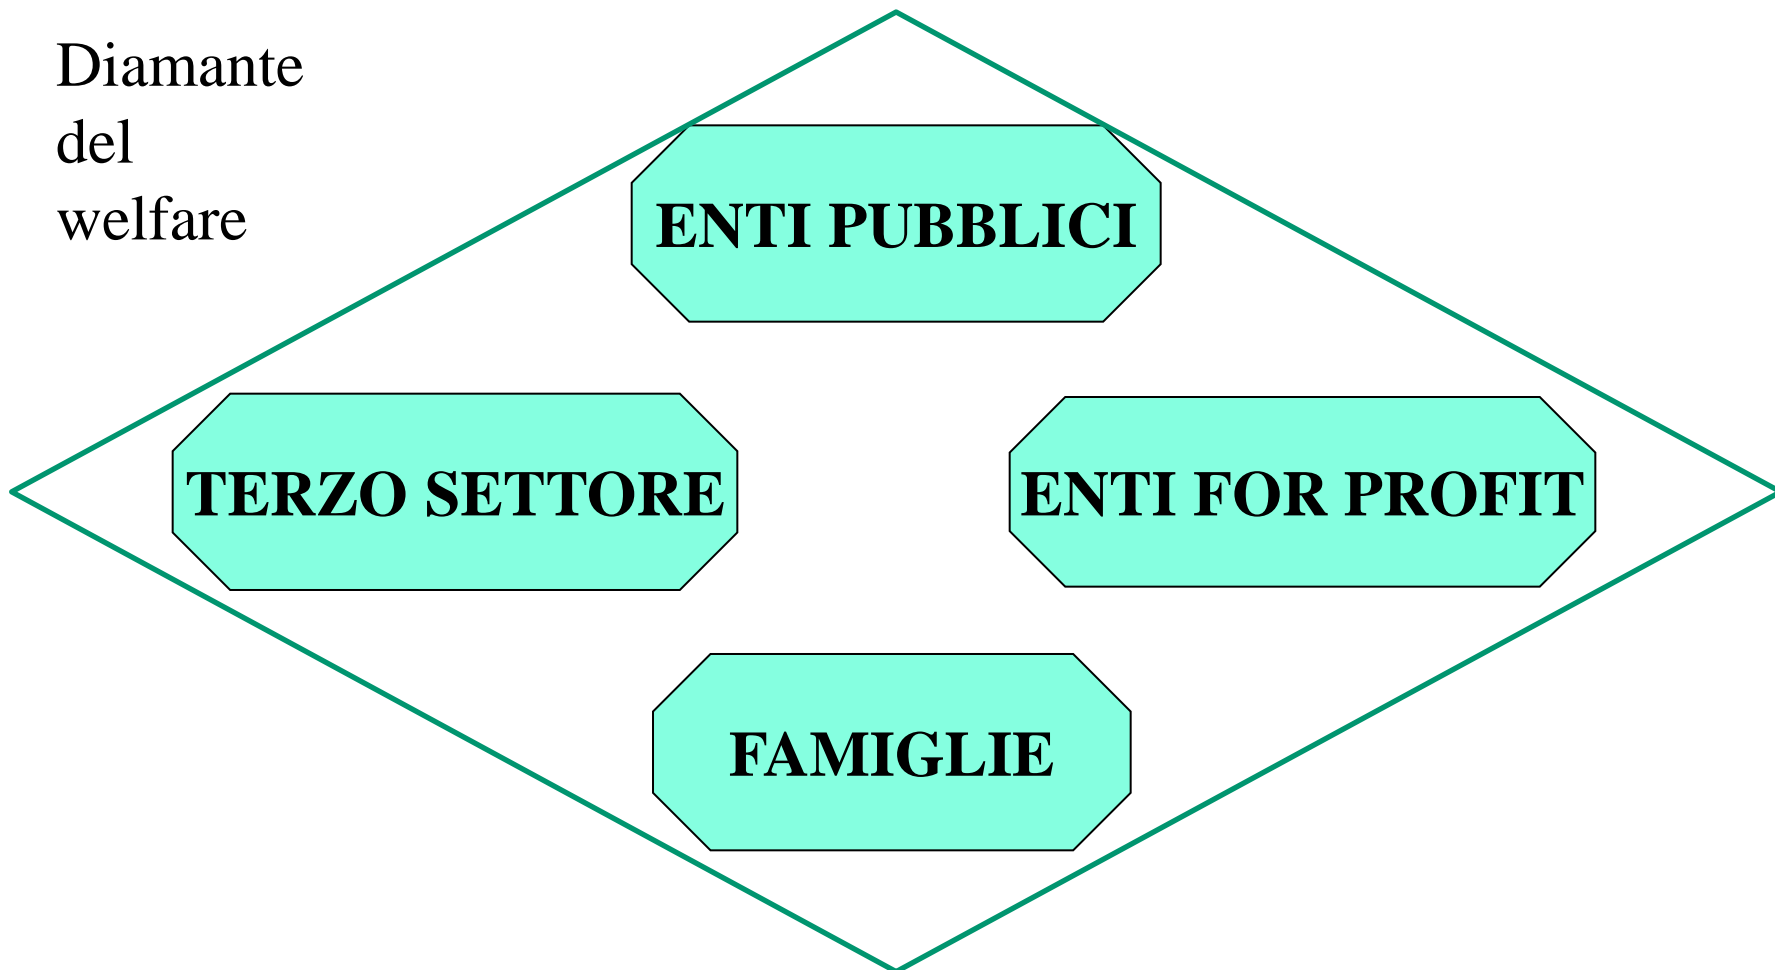 Diamante
del
welfare
ENTI PUBBLICI
TERZO SETTORE
ENTI FOR PROFIT
FAMIGLIE